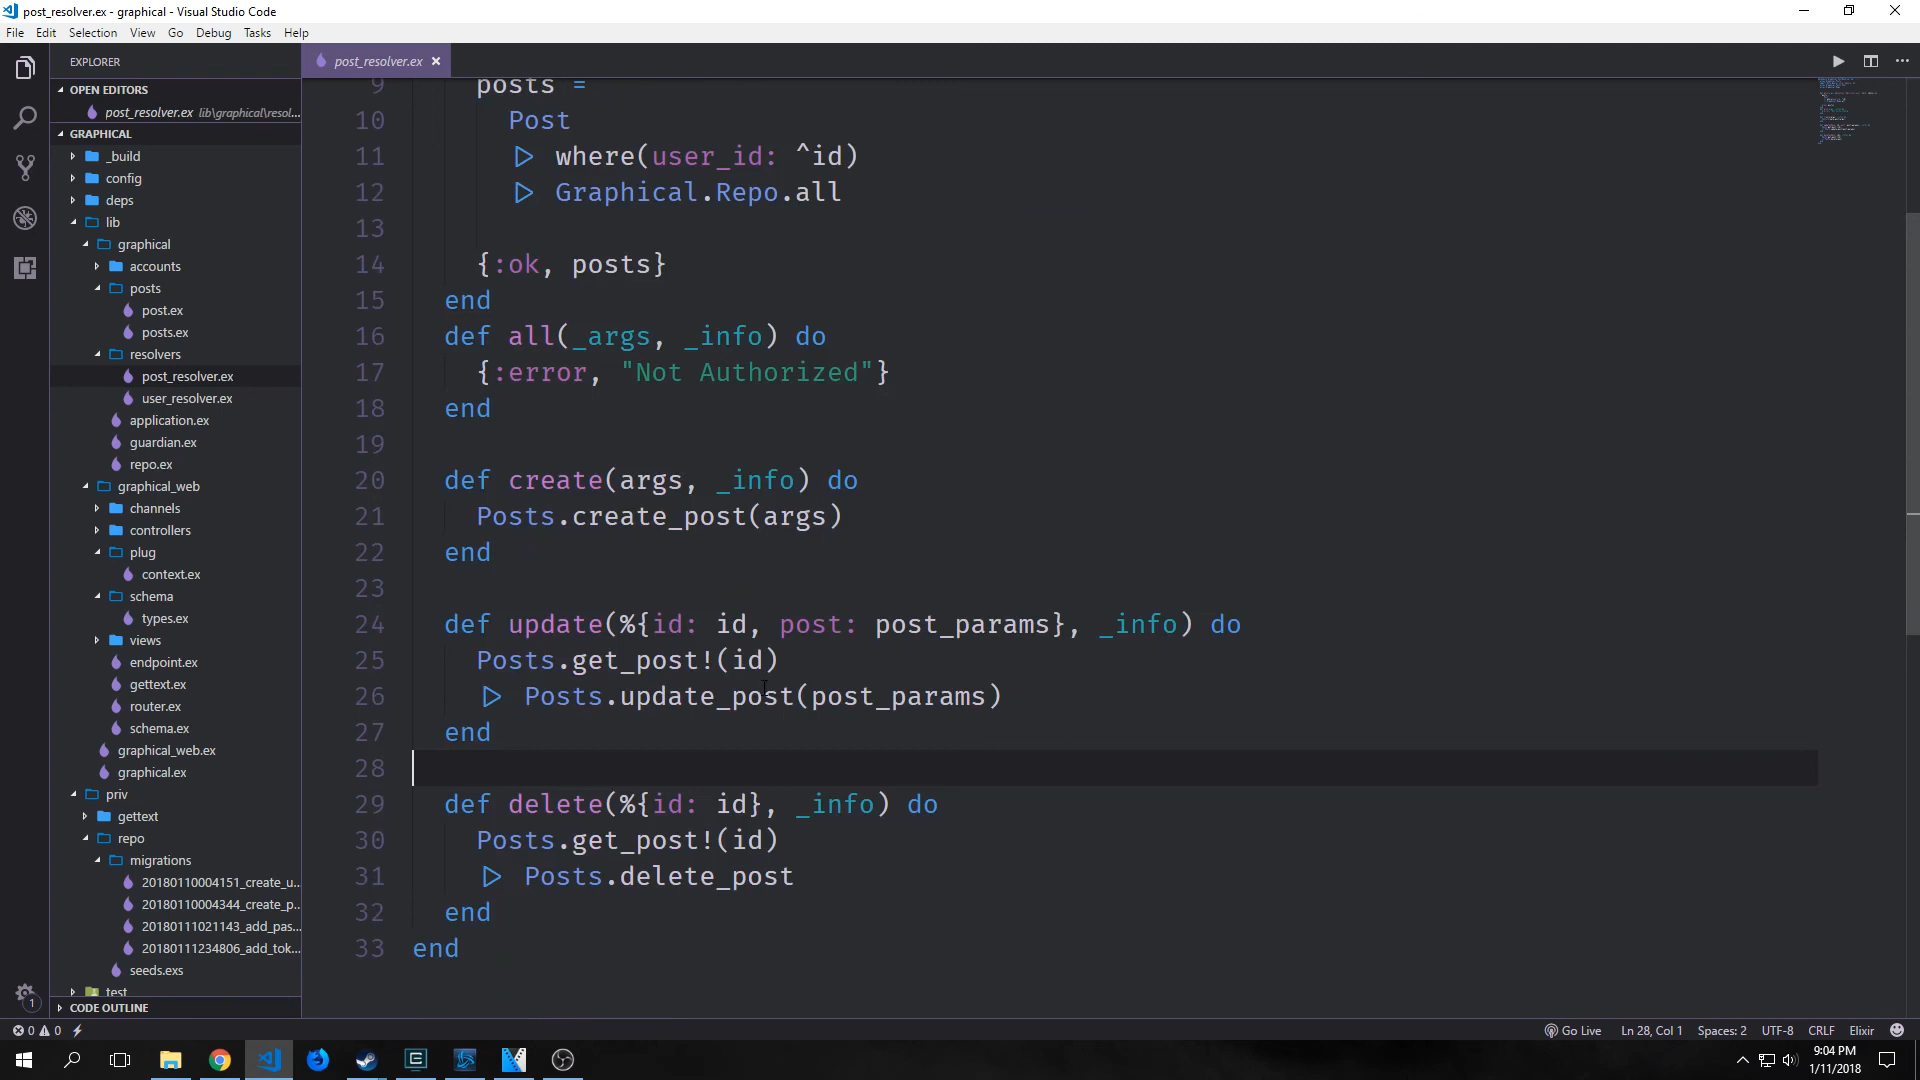 post_resolver.ex - graphical - Visual Studio Code
File Edit Selection View Go Debug Tasks Help
EXPLORER
OPEN EDITORS
post_resolver.ex lib\graphical\resol...
GRAPHICAL
_build
config
deps
lib
graphical
accounts
posts
post.ex
posts.ex
resolvers
post_resolver.ex
user_resolver.ex
application.ex
guardian.ex
repo.ex
graphical_web
channels
controllers
plug
context.ex
schema
types.ex
views
endpoint.ex
gettext.ex
router.ex
schema.ex
graphical_web.ex
graphical.ex
priv
gettext
repo
migrations
20180110004151_create_u...
20180110004344_create_p...
20180111021143_add_pas...
20180111234806_add_tok...
seeds.exs
test
CODE OUTLINE
post_resolver.ex
9 posts =
10 Post
11 |> where(user_id: ^id)
12 |> Graphical.Repo.all
13
14 {:ok, posts}
15 end
16 def all(_args, _info) do
17 {:error, "Not Authorized"}
18 end
19
20 def create(args, _info) do
21 Posts.create_post(args)
22 end
23
24 def update(%{id: id, post: post_params}, _info) do
25 Posts.get_post!(id)
26 |> Posts.update_post(post_params)
27 end
28
29 def delete(%{id: id}, _info) do
30 Posts.get_post!(id)
31 |> Posts.delete_post
32 end
33 end
1
0 0 Go Live Ln 28, Col 1 Spaces: 2 UTF-8 CRLF Elixir
9:04 PM
1/11/2018